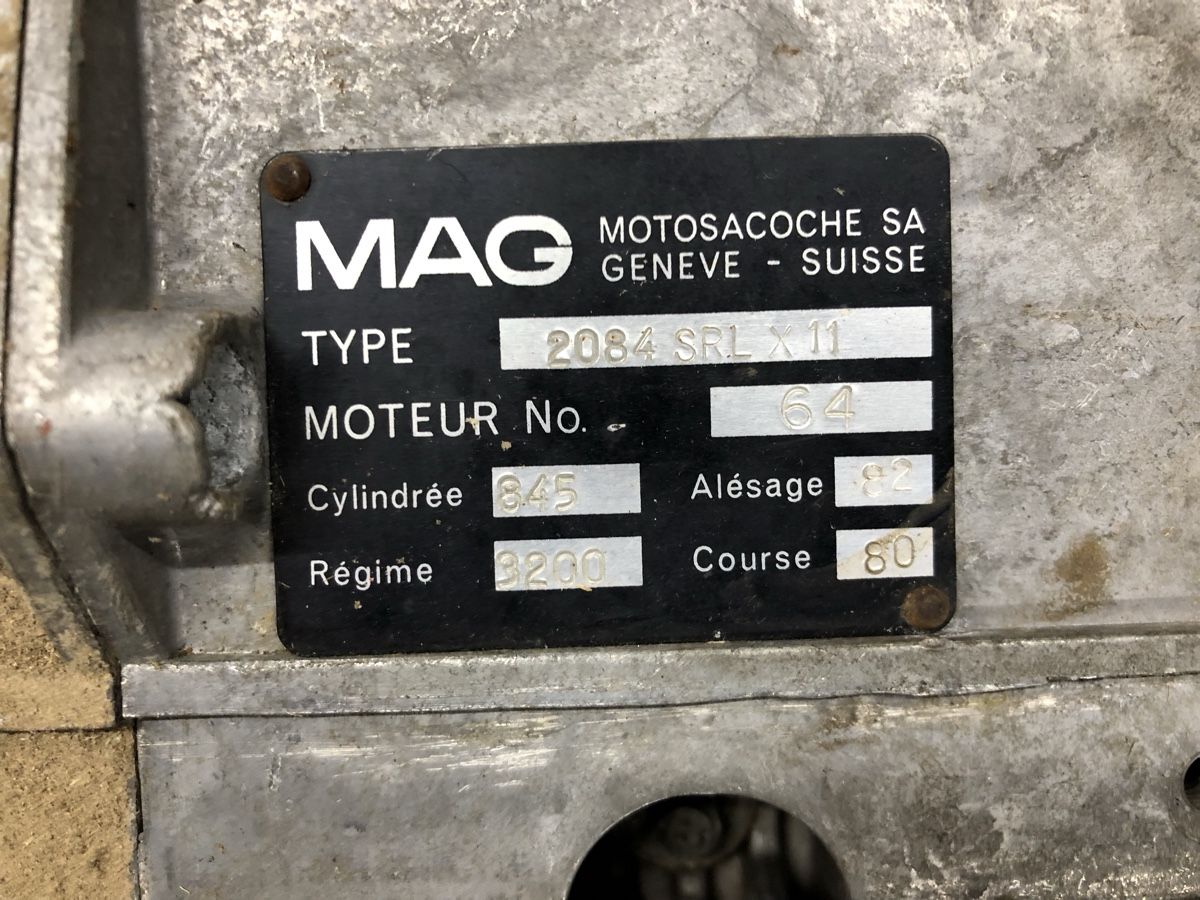 MAG MOTOSACOCHE SA
GENEVE - SUISSE
TYPE 2084 SRL X 11
MOTEUR No. 64
Cylindrée 845 Alésage 82
Régime 3200 Course 80